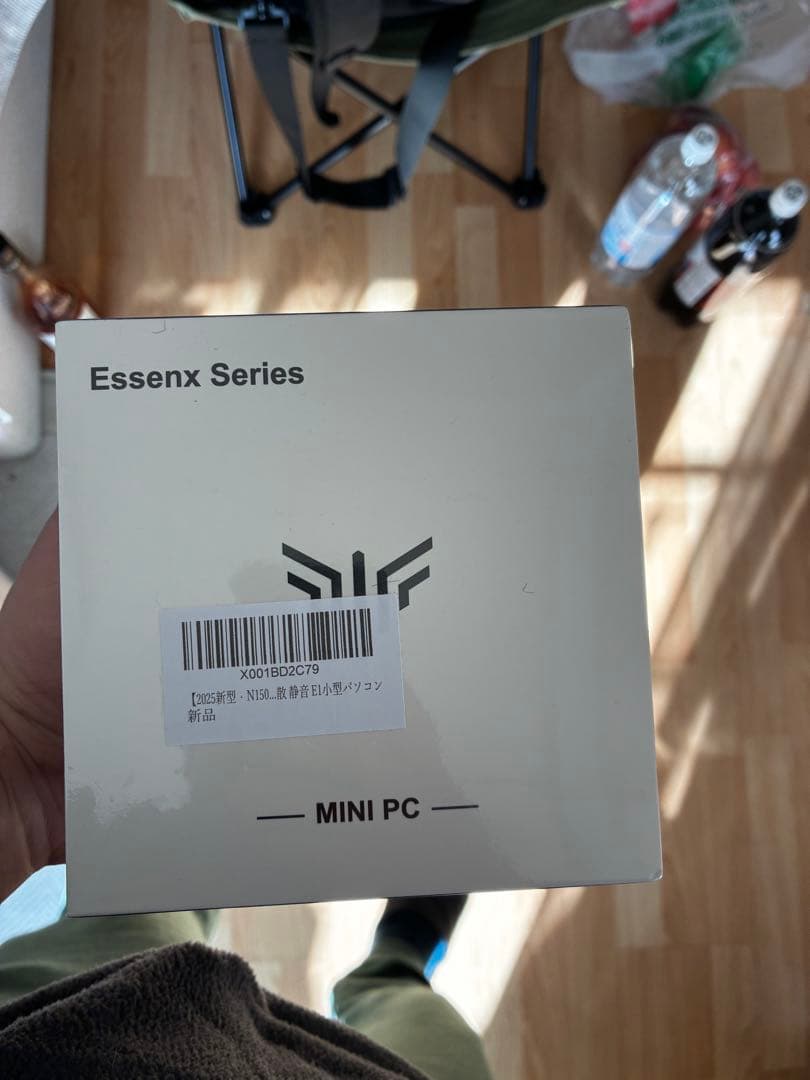 Essenx Series
X001BD2C79
【2025新型・N150...散 静音 E1小型パソコン
新品
MINI PC